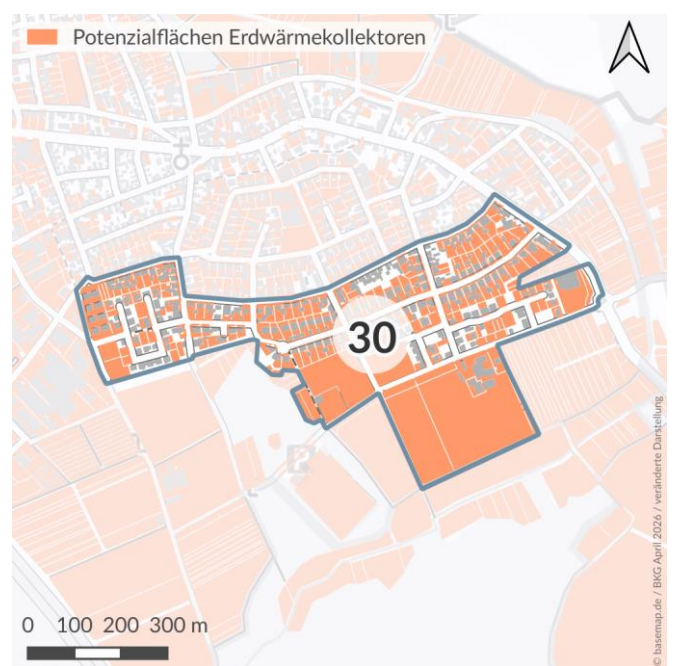 Potenzialflächen Erdwärmekollektoren
30
0 100 200 300 m
© basemap.de / BKG April 2026 / veränderte Darstellung